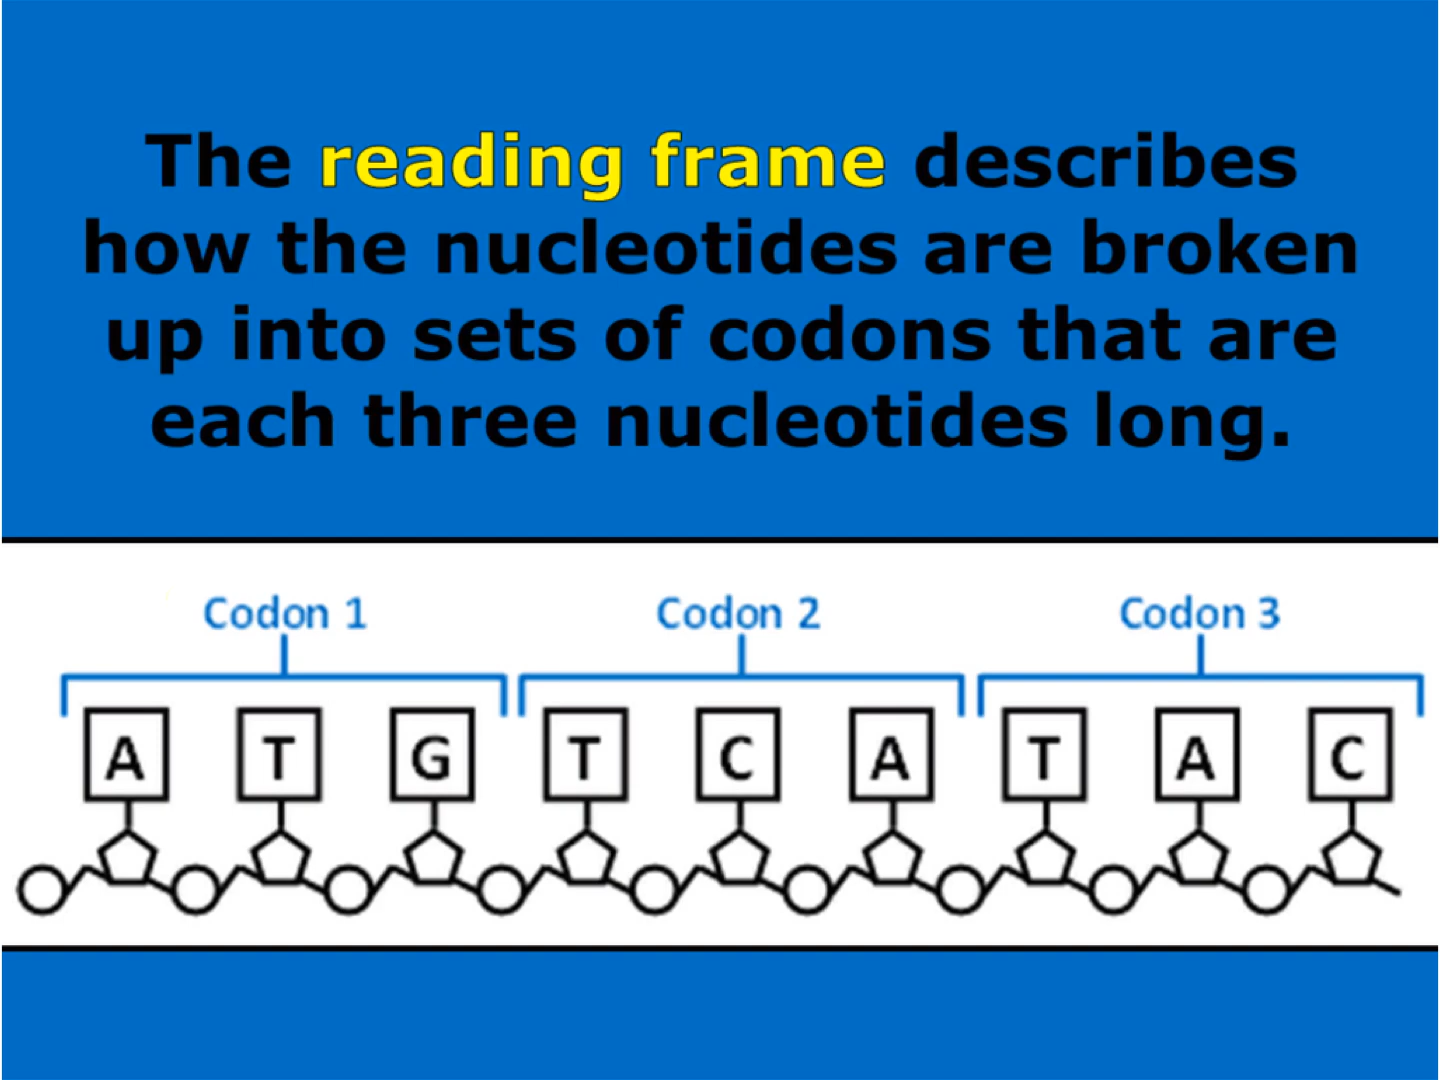 The reading frame describes
how the nucleotides are broken
up into sets of codons that are
each three nucleotides long.
Codon 1 Codon 2 Codon 3
A T G T C A T A C